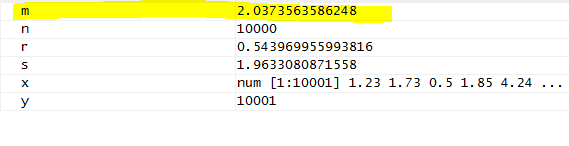 m 2.0373563586248
n 10000
r 0.543969955993816
s 1.9633080871558
x num [1:10001] 1.23 1.73 0.5 1.85 4.24 ...
y 10001